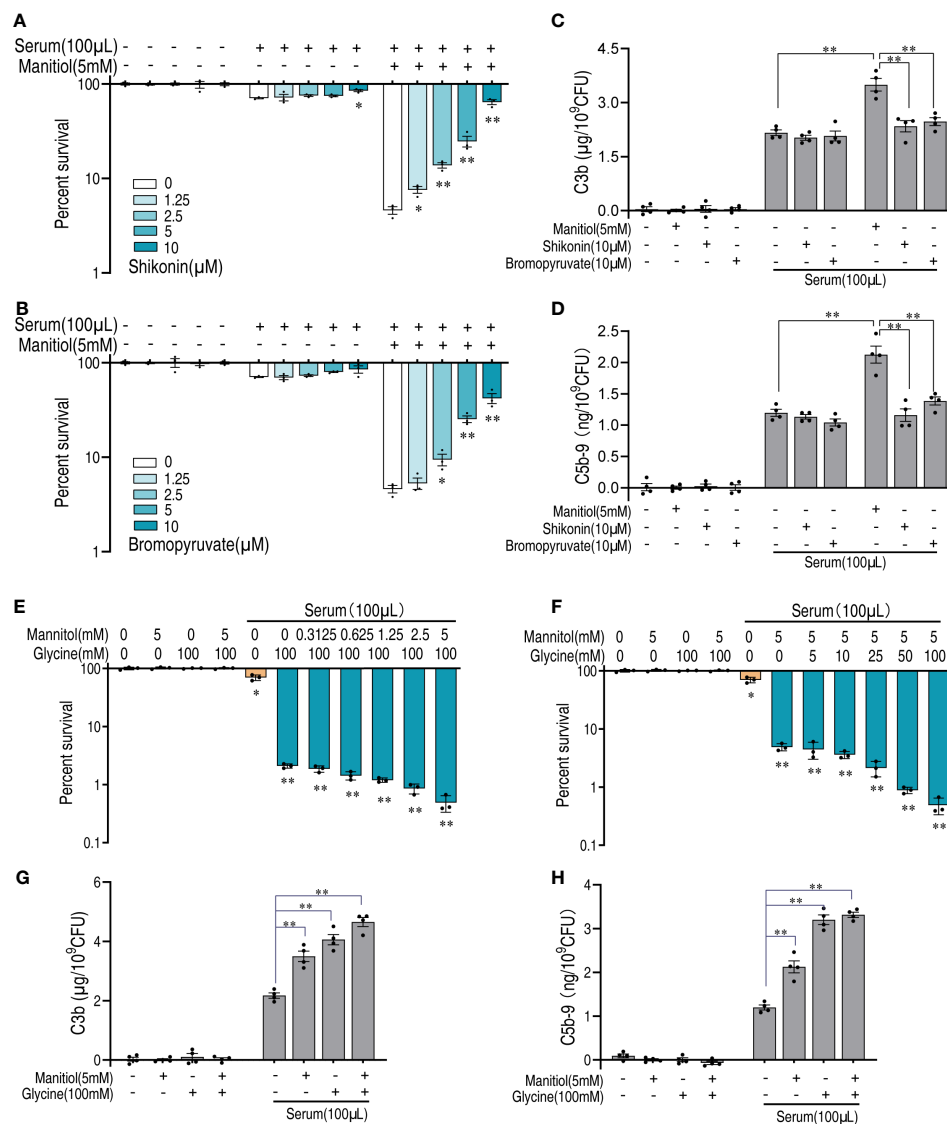 A
Serum(100μL) - - - - - + + + + + + + + + +
Manitiol(5mM) - - - - - - - - - - + + + + +
100
10
1
Percent survival
0
1.25
2.5
5
10
Shikonin(μM)
* * ** ** **
B
Serum(100μL) - - - - - + + + + + + + + + +
Manitiol(5mM) - - - - - - - - - - + + + + +
100
10
1
Percent survival
0
1.25
2.5
5
10
Bromopyruvate(μM)
* ** **
C
4.5
3.0
1.5
0.0
C3b (μg/10⁹CFU)
** ** **
Manitiol(5mM) - + - - - - - + + +
Shikonin(10μM) - - + - - + - - + -
Bromopyruvate(10μM) - - - + - - + - - +
Serum(100μL)
D
2.5
2.0
1.5
1.0
0.5
0.0
C5b-9 (ng/10⁹CFU)
** ** **
Manitiol(5mM) - + - - - - - + + +
Shikonin(10μM) - - + - - + - - + -
Bromopyruvate(10μM) - - - + - - + - - +
Serum(100μL)
E
Serum(100μL)
Mannitol(mM) 0 5 0 5 0 0 0.3125 0.625 1.25 2.5 5
Glycine(mM) 0 0 100 100 0 100 100 100 100 100 100
100
10
1
0.1
Percent survival
* ** ** ** ** ** **
F
Serum(100μL)
Mannitol(mM) 0 5 0 5 0 5 5 5 5 5 5
Glycine(mM) 0 0 100 100 0 0 5 10 25 50 100
100
10
1
0.1
Percent survival
* ** ** ** ** ** **
G
6
4
2
0
C3b (μg/10⁹CFU)
** ** **
Manitiol(5mM) - + - + - + - +
Glycine(100mM) - - + + - - + +
Serum(100μL)
H
4
3
2
1
0
C5b-9 (ng/10⁹CFU)
** ** **
Manitiol(5mM) - + - + - + - +
Glycine(100mM) - - + + - - + +
Serum(100μL)